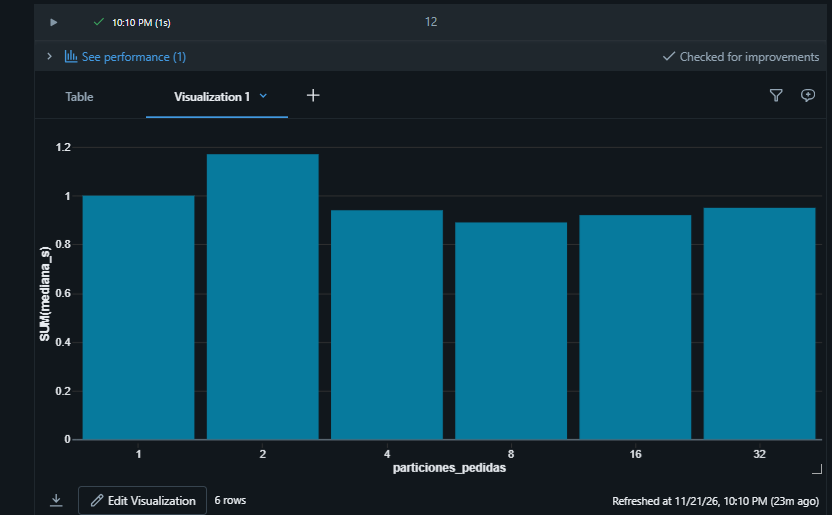 10:10 PM (1s)
12
See performance (1)
Checked for improvements
Table
Visualization 1
1.2
1
0.8
0.6
0.4
0.2
0
SUM(mediana_s)
1
2
4
8
16
32
particiones_pedidas
Edit Visualization
6 rows
Refreshed at 11/21/26, 10:10 PM (23m ago)